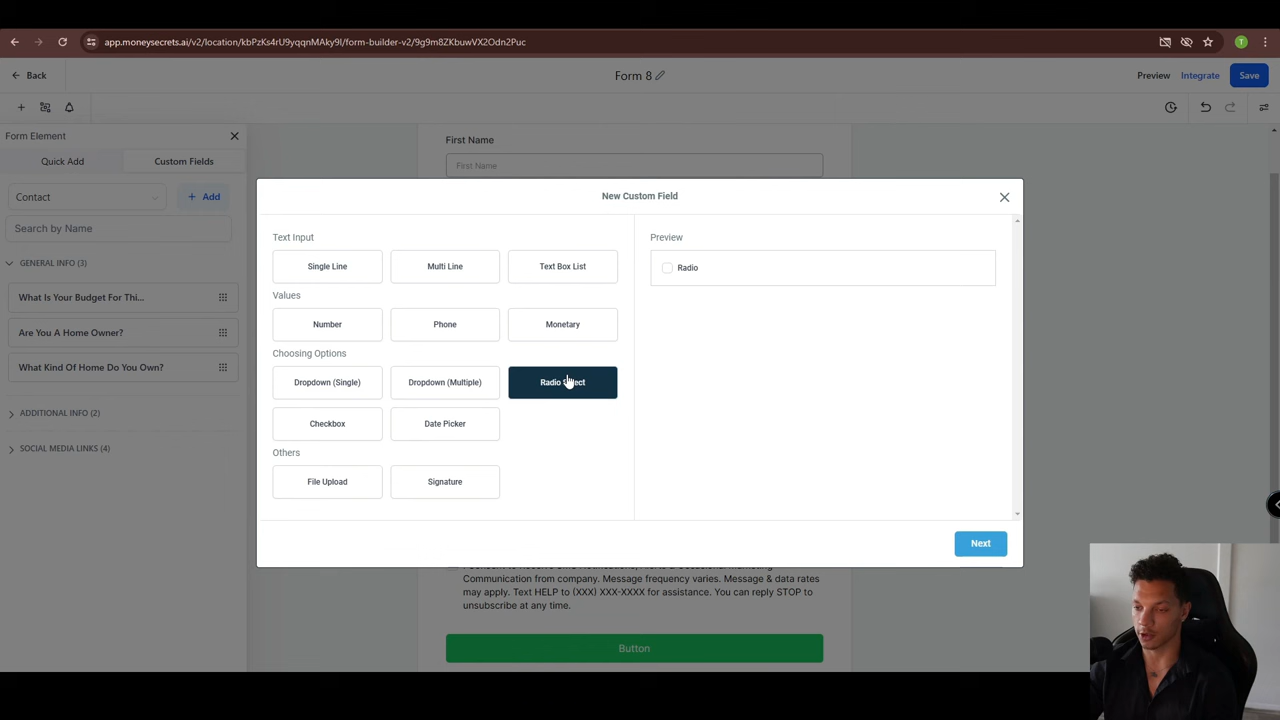 app.moneysecrets.ai/v2/location/kbPzKs4rU9yqqnMAky9I/form-builder-v2/9g9m8ZKbuwVX2Odn2Puc
T
Back
Form 8
Preview
Integrate
Save
Form Element
Quick Add
Custom Fields
Contact
+ Add
Search by Name
GENERAL INFO (3)
What Is Your Budget For Thi...
Are You A Home Owner?
What Kind Of Home Do You Own?
ADDITIONAL INFO (2)
SOCIAL MEDIA LINKS (4)
First Name
First Name
New Custom Field
Text Input
Single Line
Multi Line
Text Box List
Values
Number
Phone
Monetary
Choosing Options
Dropdown (Single)
Dropdown (Multiple)
Radio Select
Checkbox
Date Picker
Others
File Upload
Signature
Preview
Radio
Next
Communication from company. Message frequency varies. Message & data rates
may apply. Text HELP to (XXX) XXX-XXXX for assistance. You can reply STOP to
unsubscribe at any time.
Button